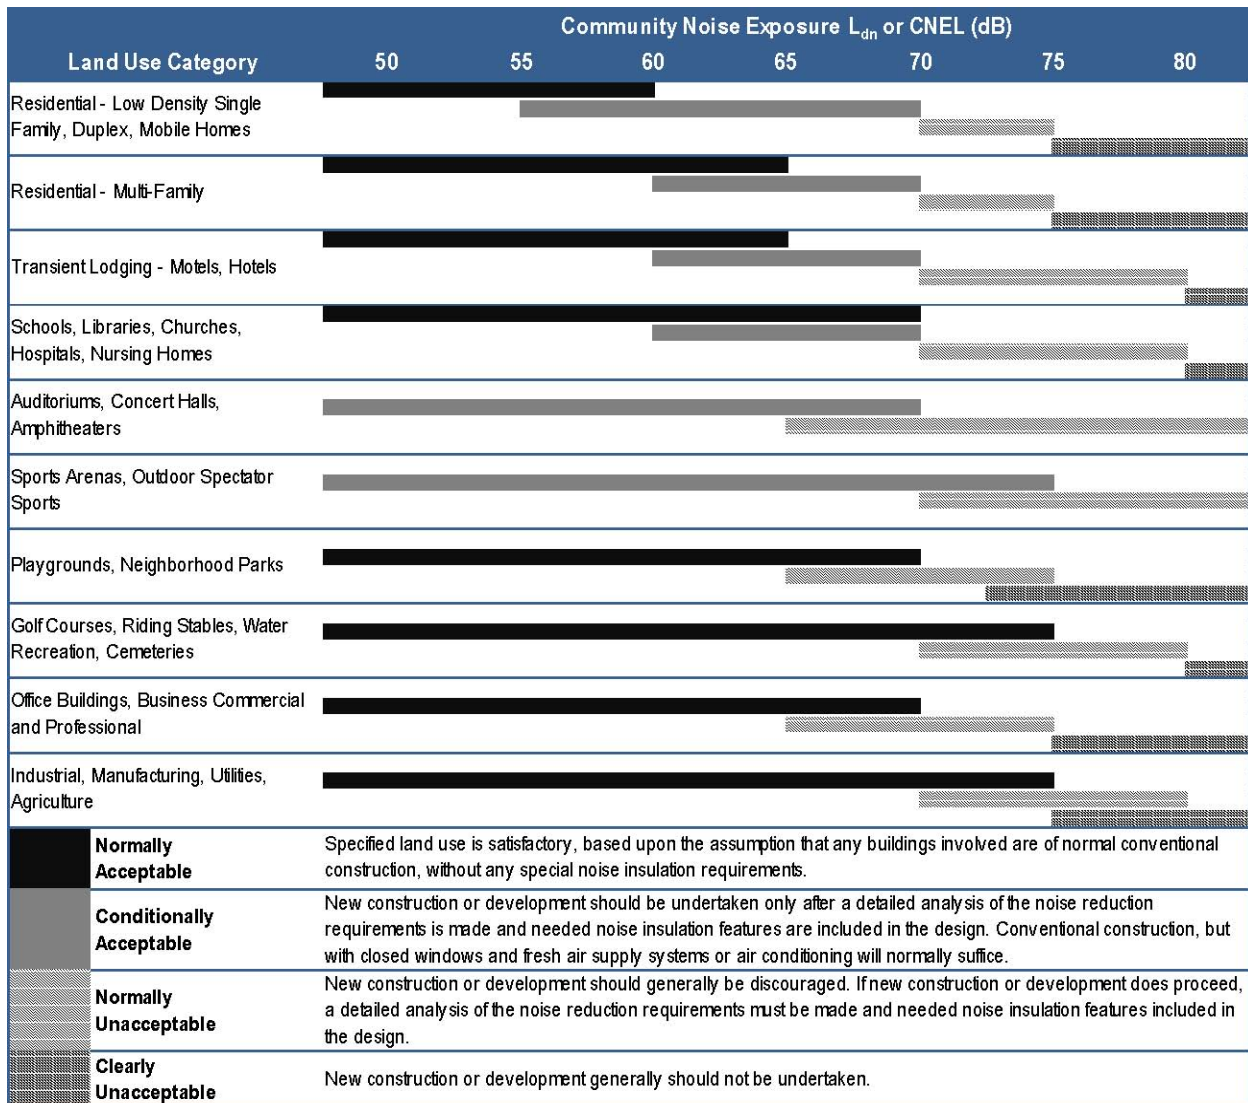 Community Noise Exposure Ldn or CNEL (dB)
Land Use Category 50 55 60 65 70 75 80
Residential - Low Density Single
Family, Duplex, Mobile Homes
Residential - Multi-Family
Transient Lodging - Motels, Hotels
Schools, Libraries, Churches,
Hospitals, Nursing Homes
Auditoriums, Concert Halls,
Amphitheaters
Sports Arenas, Outdoor Spectator
Sports
Playgrounds, Neighborhood Parks
Golf Courses, Riding Stables, Water
Recreation, Cemeteries
Office Buildings, Business Commercial
and Professional
Industrial, Manufacturing, Utilities,
Agriculture
Normally
Acceptable
Specified land use is satisfactory, based upon the assumption that any buildings involved are of normal conventional
construction, without any special noise insulation requirements.
Conditionally
Acceptable
New construction or development should be undertaken only after a detailed analysis of the noise reduction
requirements is made and needed noise insulation features are included in the design. Conventional construction, but
with closed windows and fresh air supply systems or air conditioning will normally suffice.
Normally
Unacceptable
New construction or development should generally be discouraged. If new construction or development does proceed,
a detailed analysis of the noise reduction requirements must be made and needed noise insulation features included in
the design.
Clearly
Unacceptable
New construction or development generally should not be undertaken.